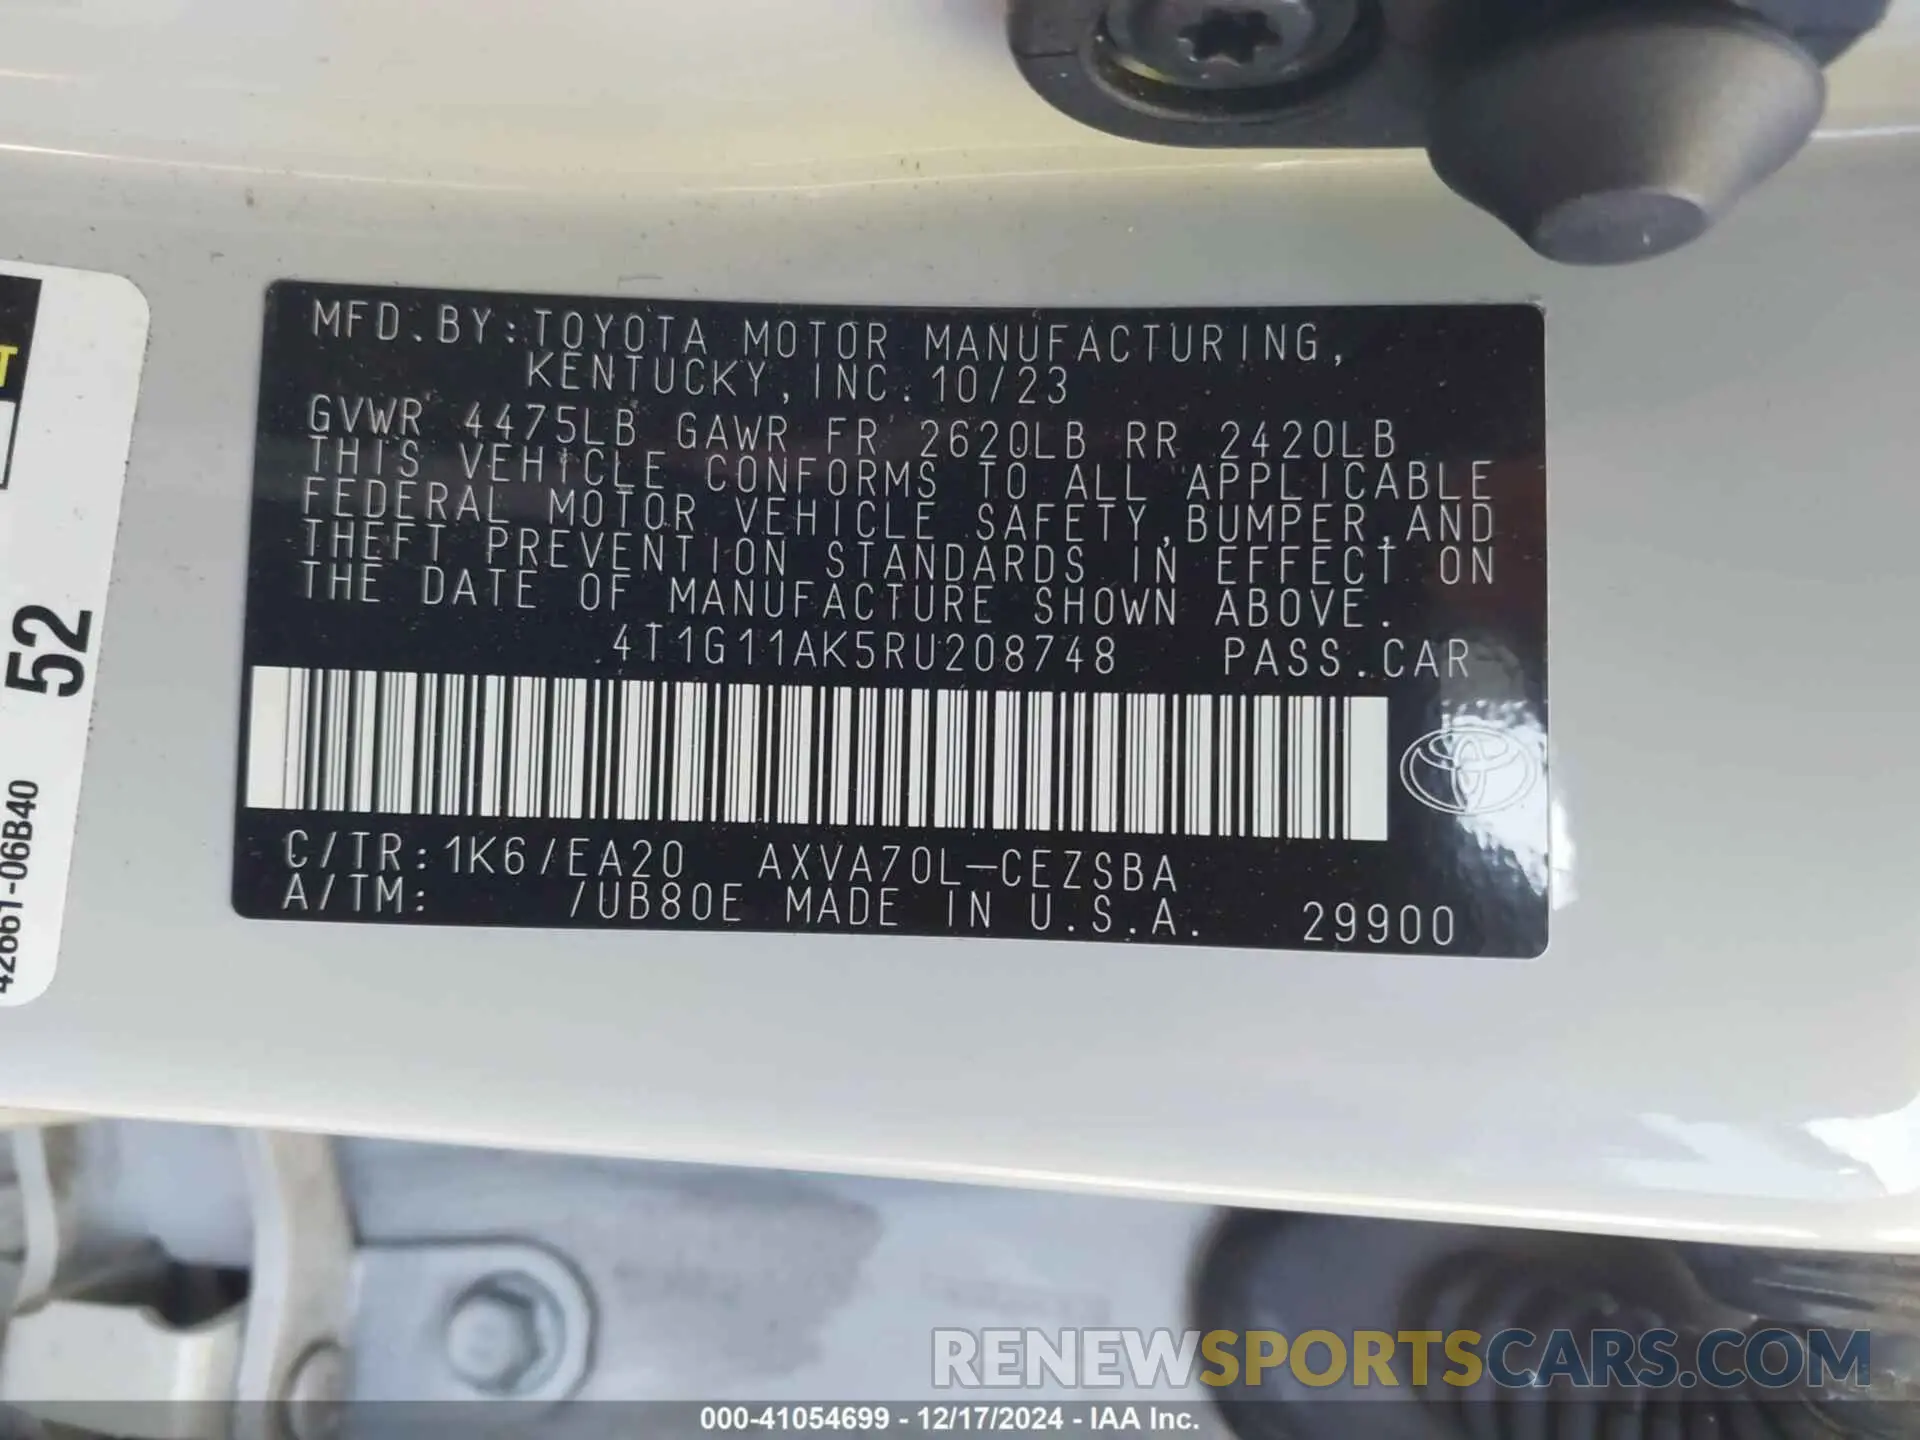 MFD.BY:TOYOTA MOTOR MANUFACTURING,
KENTUCKY,INC. 10/23
GVWR 4475LB GAWR FR 2620LB RR 2420LB
THIS VEHICLE CONFORMS TO ALL APPLICABLE
FEDERAL MOTOR VEHICLE SAFETY,BUMPER,AND
THEFT PREVENTION STANDARDS IN EFFECT ON
THE DATE OF MANUFACTURE SHOWN ABOVE.
4T1G11AK5RU208748 PASS.CAR
C/TR:1K6/EA20 AXVA70L-CEZSBA
A/TM: /UB80E MADE IN U.S.A. 29900
T
52
42661-06B40
RENEWSPORTSCARS.COM
000-41054699 - 12/17/2024 - IAA Inc.